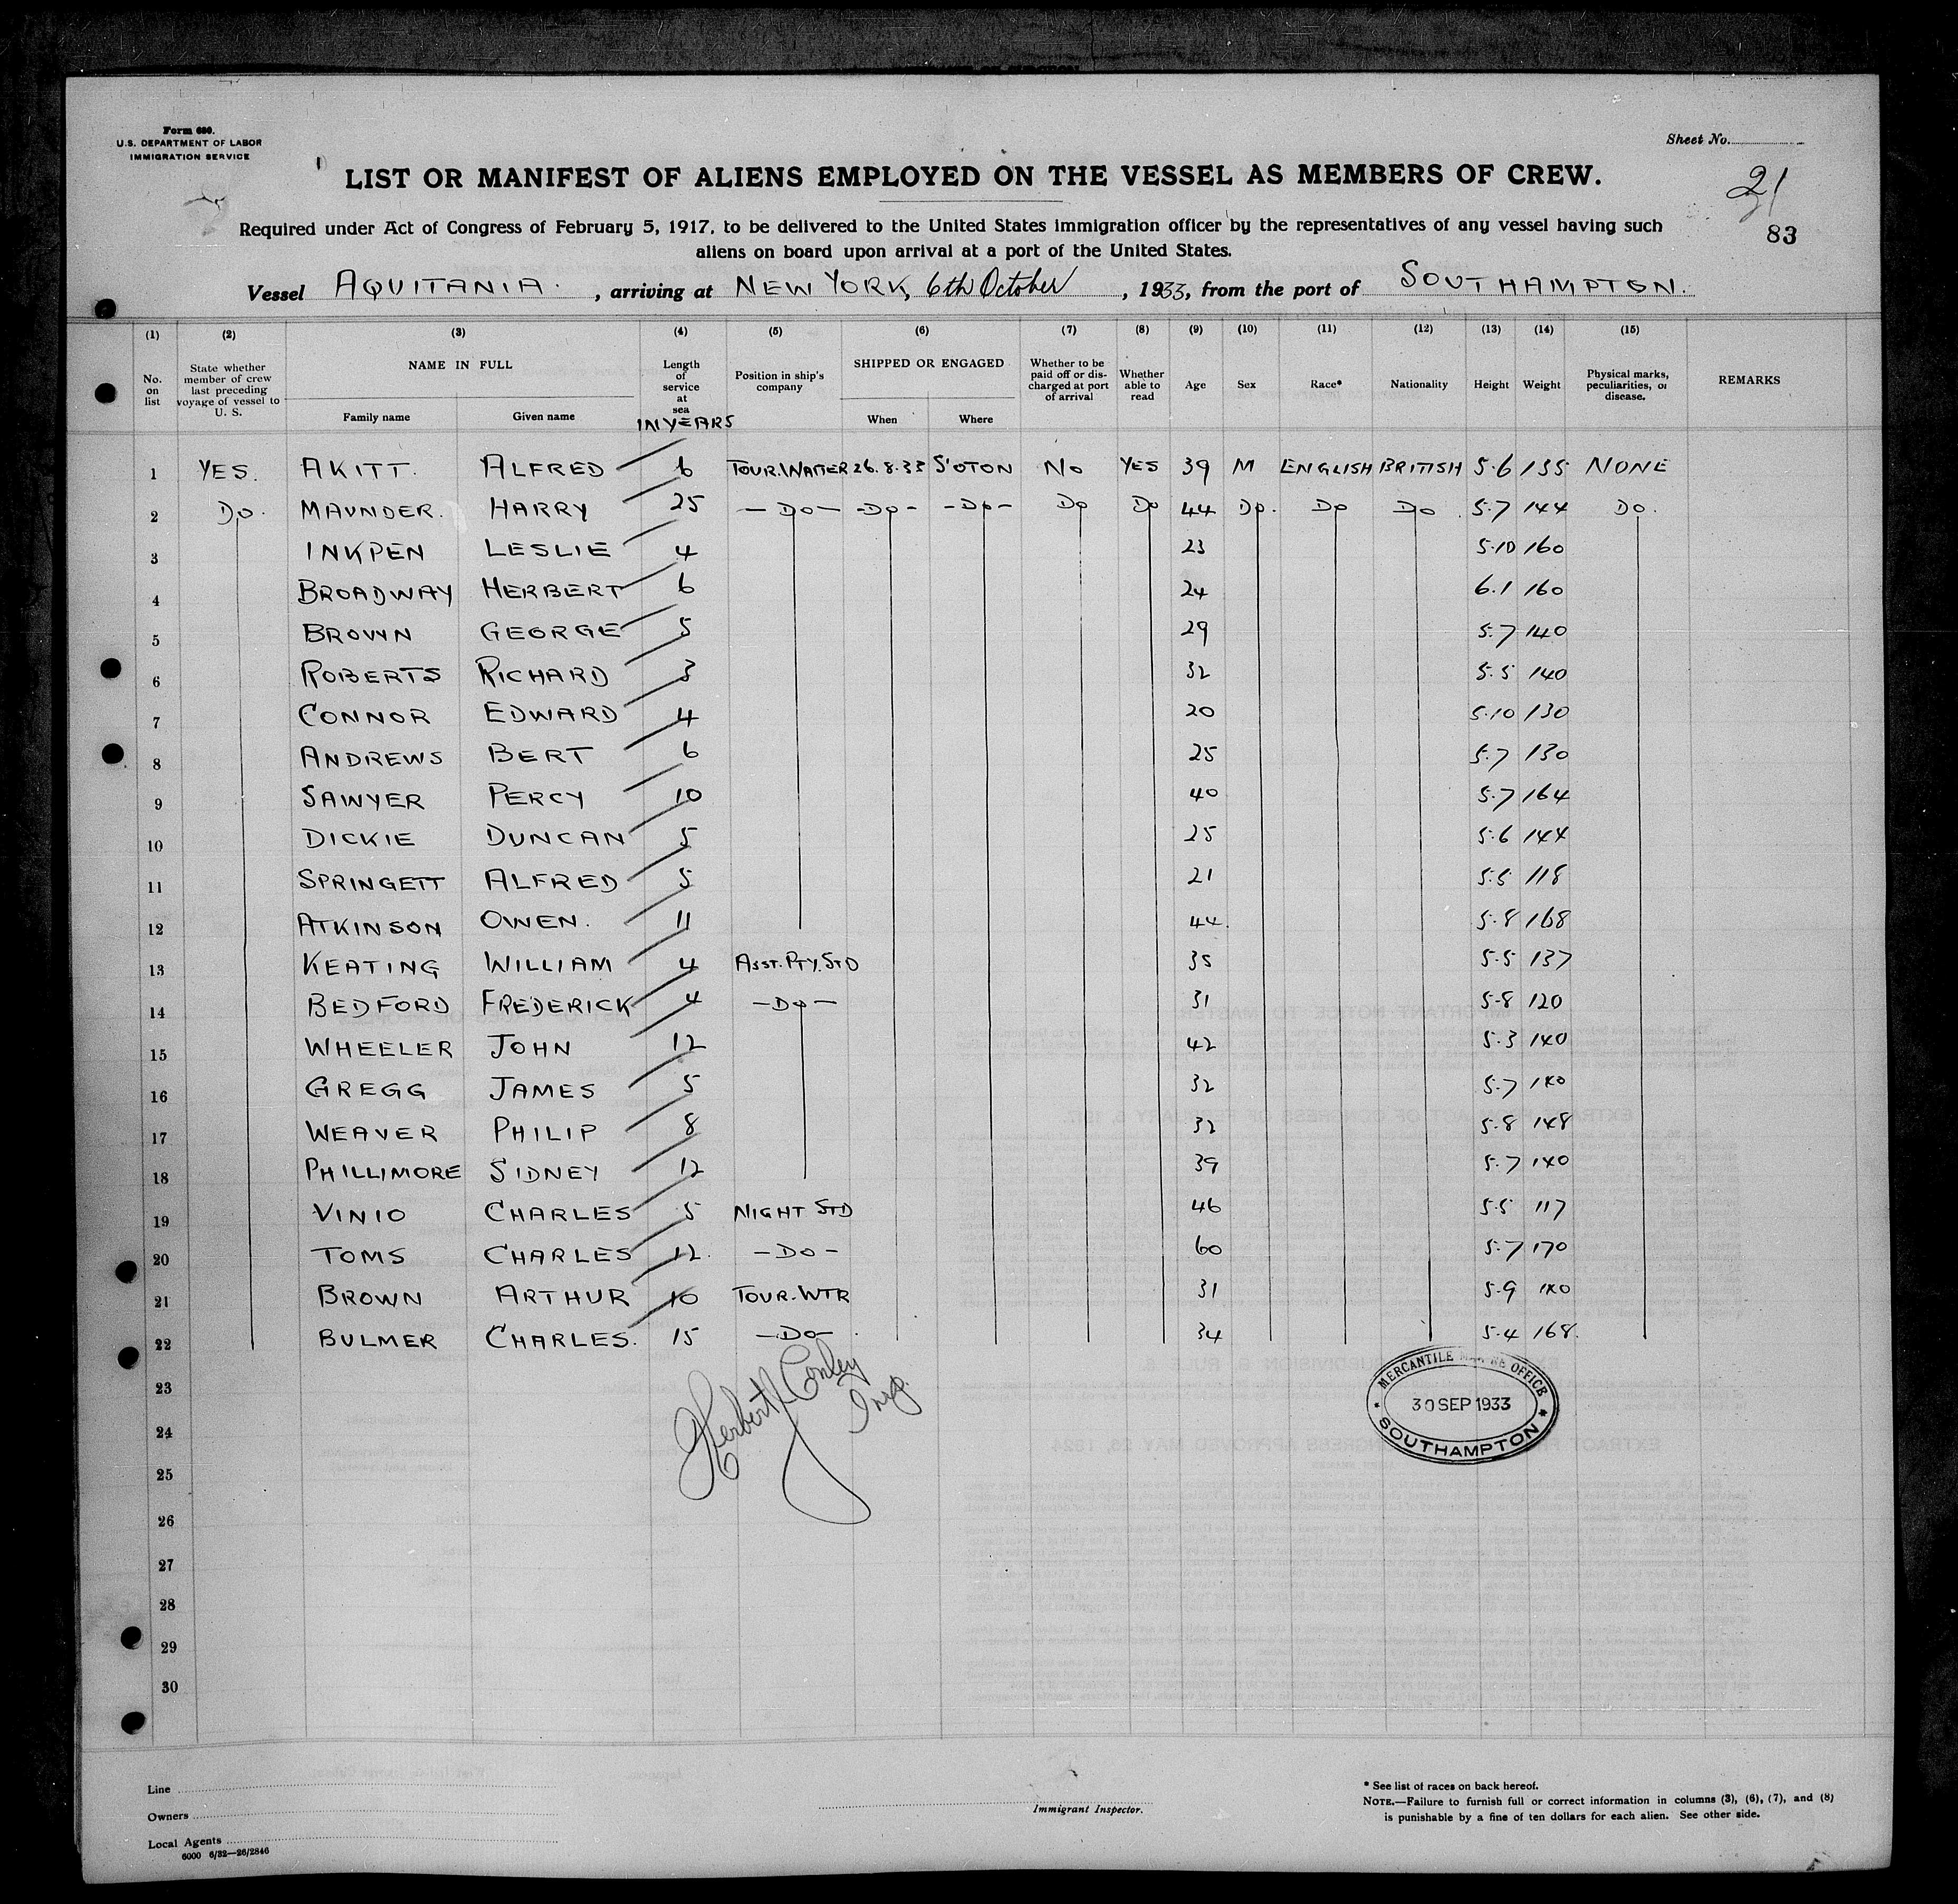 Form 680.
U.S. DEPARTMENT OF LABOR
IMMIGRATION SERVICE
Sheet No.
LIST OR MANIFEST OF ALIENS EMPLOYED ON THE VESSEL AS MEMBERS OF CREW.
21
83
Required under Act of Congress of February 5, 1917, to be delivered to the United States immigration officer by the representatives of any vessel having such
aliens on board upon arrival at a port of the United States.
Vessel AQUITANIA. , arriving at NEW YORK, 6th October , 1933, from the port of SOUTHAMPTON.
(1) (2) (3) (4) (5) (6) (7) (8) (9) (10) (11) (12) (13) (14) (15)
No. on list
State whether member of crew last preceding voyage of vessel to U. S.
NAME IN FULL
Family name Given name
Length of service at sea
IN YEARS
Position in ship's company
SHIPPED OR ENGAGED
When Where
Whether to be paid off or discharged at port of arrival
Whether able to read
Age Sex Race* Nationality Height Weight
Physical marks, peculiarities, or disease.
REMARKS
1 YES. AKITT. ALFRED 6 TOUR.WAITER 26.8.33 S'OTON NO YES 39 M ENGLISH BRITISH 5.6 135 NONE
2 Do. MAUNDER. HARRY 25 — Do — - Do - - Do - Do Do 44 Do. Do Do. 5.7 144 Do.
3 INKPEN LESLIE 4 23 5.10 160
4 BROADWAY HERBERT 6 24 6.1 160
5 BROWN GEORGE 5 29 5.7 140
6 ROBERTS RICHARD 3 32 5.5 140
7 CONNOR EDWARD 4 20 5.10 130
8 ANDREWS BERT 6 25 5.7 130
9 SAWYER PERCY 10 40 5.7 164
10 DICKIE DUNCAN 5 25 5.6 144
11 SPRINGETT ALFRED 5 21 5.5 118
12 ATKINSON OWEN. 11 44. 5.8 168
13 KEATING WILLIAM 4 ASST.PTY.STD 35 5.5 137
14 BEDFORD FREDERICK 4 — Do — 31 5.8 120
15 WHEELER JOHN 12 42 5.3 140
16 GREGG JAMES 5 32 5.7 140
17 WEAVER PHILIP 8 32 5.8 148
18 PHILLIMORE SIDNEY 12 39 5.7 140
19 VINIO CHARLES 5 NIGHT STD 46 5.5 117
20 TOMS CHARLES 12. — Do - 60 5.7 170
21 BROWN ARTHUR 10 TOUR.WTR 31 5.9 140
22 BULMER CHARLES. 15 — Do — 34 5.4 168.
23
24
25
26
27
28
29
30
Herbert Conley
Insp.
MERCANTILE MARINE OFFICE
30 SEP 1933
SOUTHAMPTON
Line
Owners
Local Agents
6000 6/32—26/2846
Immigrant Inspector.
* See list of races on back hereof.
NOTE.—Failure to furnish full or correct information in columns (3), (6), (7), and (8)
is punishable by a fine of ten dollars for each alien. See other side.